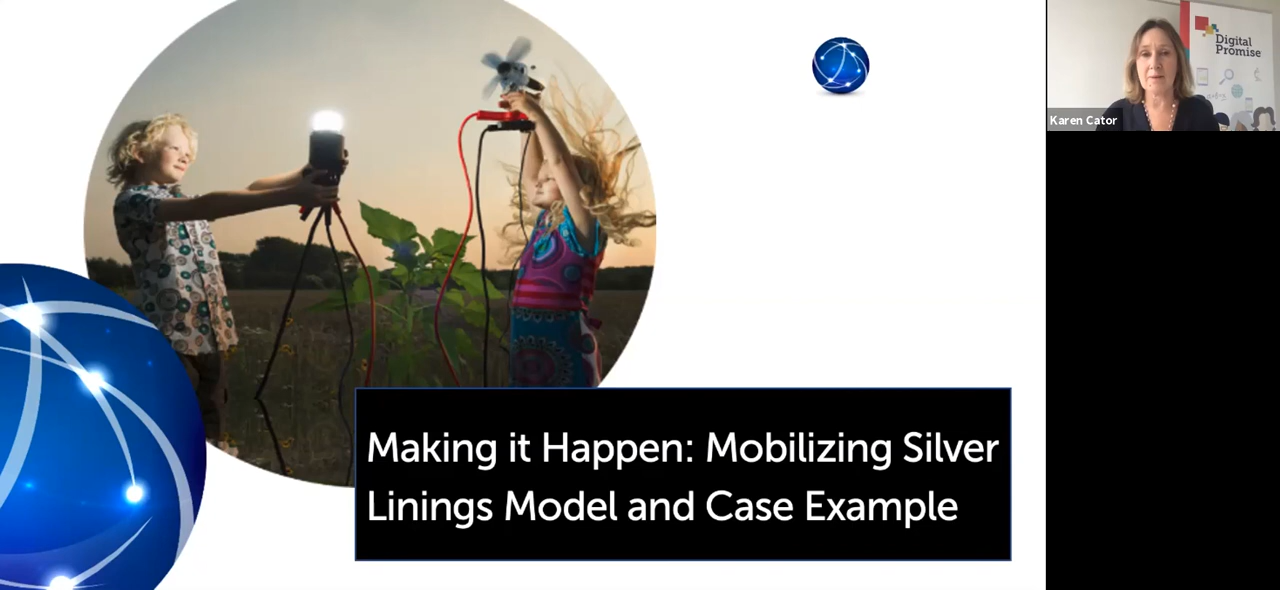 Digital
Promise
Karen Cator
Making it Happen: Mobilizing Silver
Linings Model and Case Example